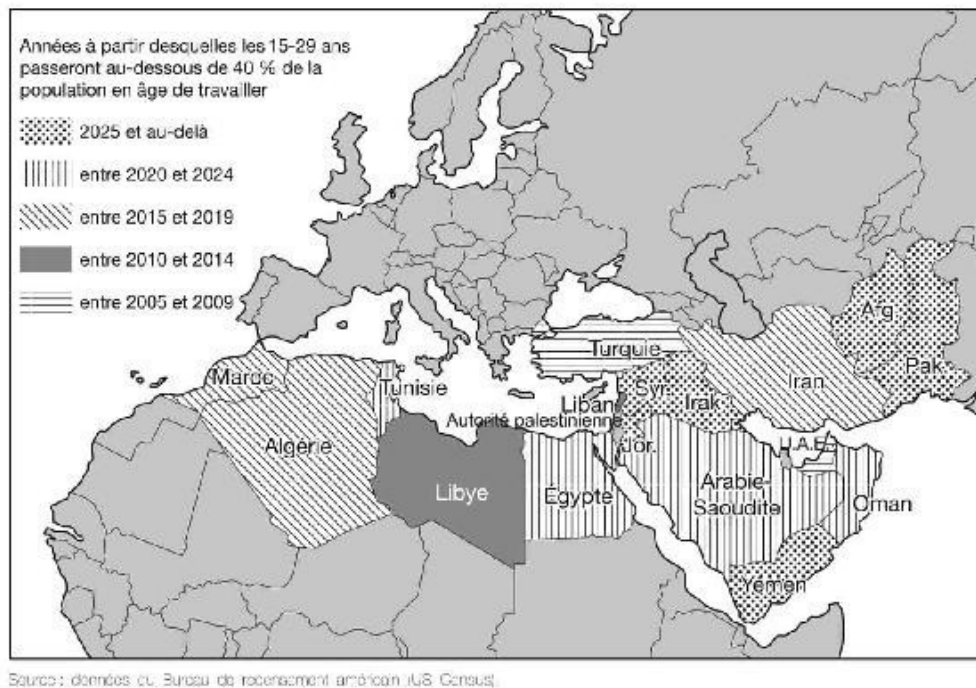 Années à partir desquelles les 15-29 ans
passeront au-dessous de 40 % de la
population en âge de travailler
2025 et au-delà
entre 2020 et 2024
entre 2015 et 2019
entre 2010 et 2014
entre 2005 et 2009
Afg.
Turquie
Pak.
Maroc
Tunisie
Syr.
Iran
Liban
Irak
Autorité palestinienne
Algérie
Jor.
U.A.E.
Libye
Égypte
Arabie
Saoudite
Oman
Yemen
Source : données du Bureau de recensement américain (US Census).